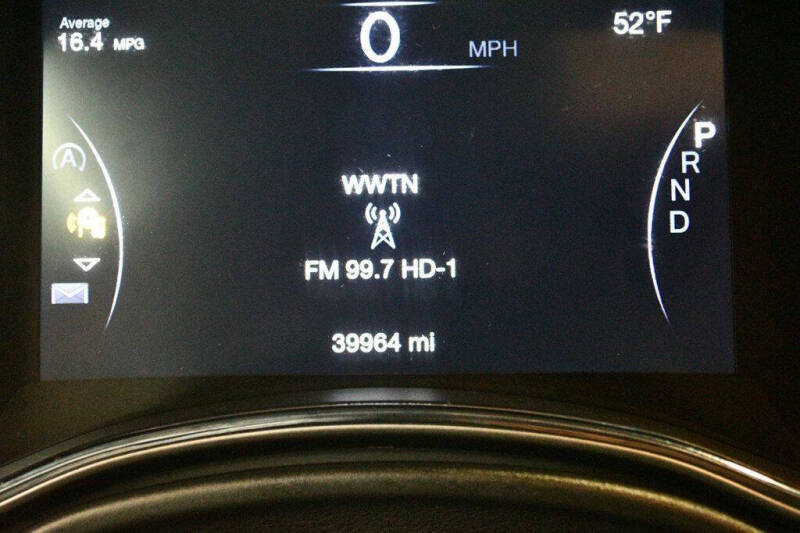 Average
16.4 MPG
0 MPH
52°F
A
P
R
N
D
WWTN
FM 99.7 HD-1
39964 mi